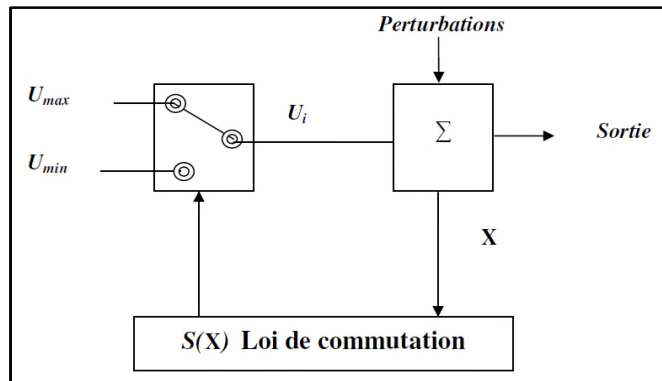 Perturbations
Umax
Ui
Σ
Sortie
Umin
X
S(X) Loi de commutation